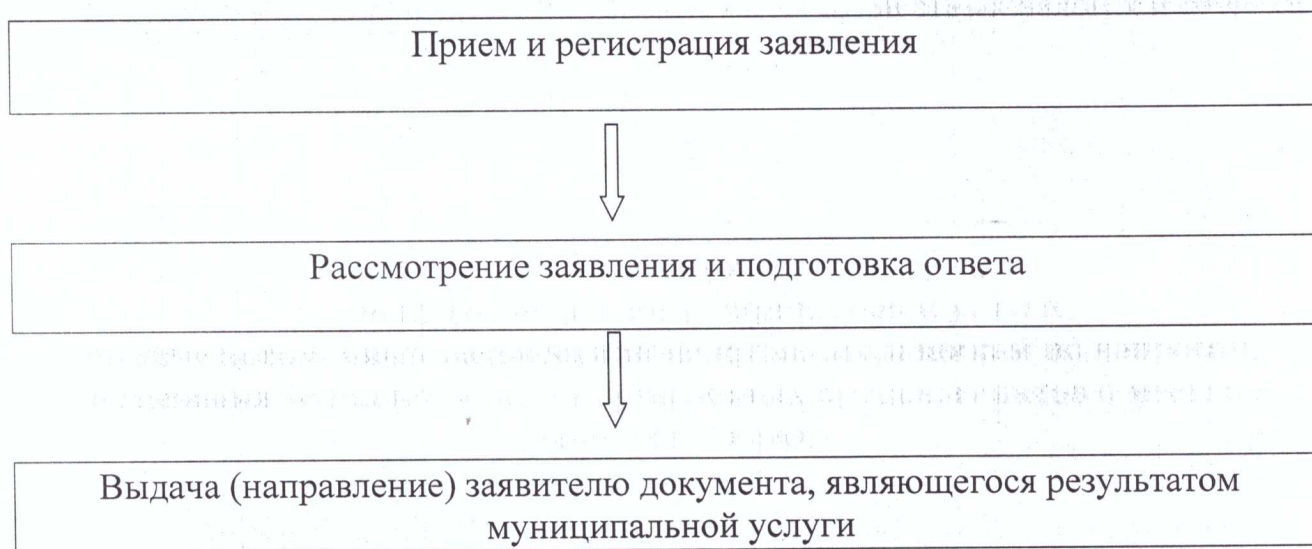 Прием и регистрация заявления
Рассмотрение заявления и подготовка ответа
Выдача (направление) заявителю документа, являющегося результатом
муниципальной услуги